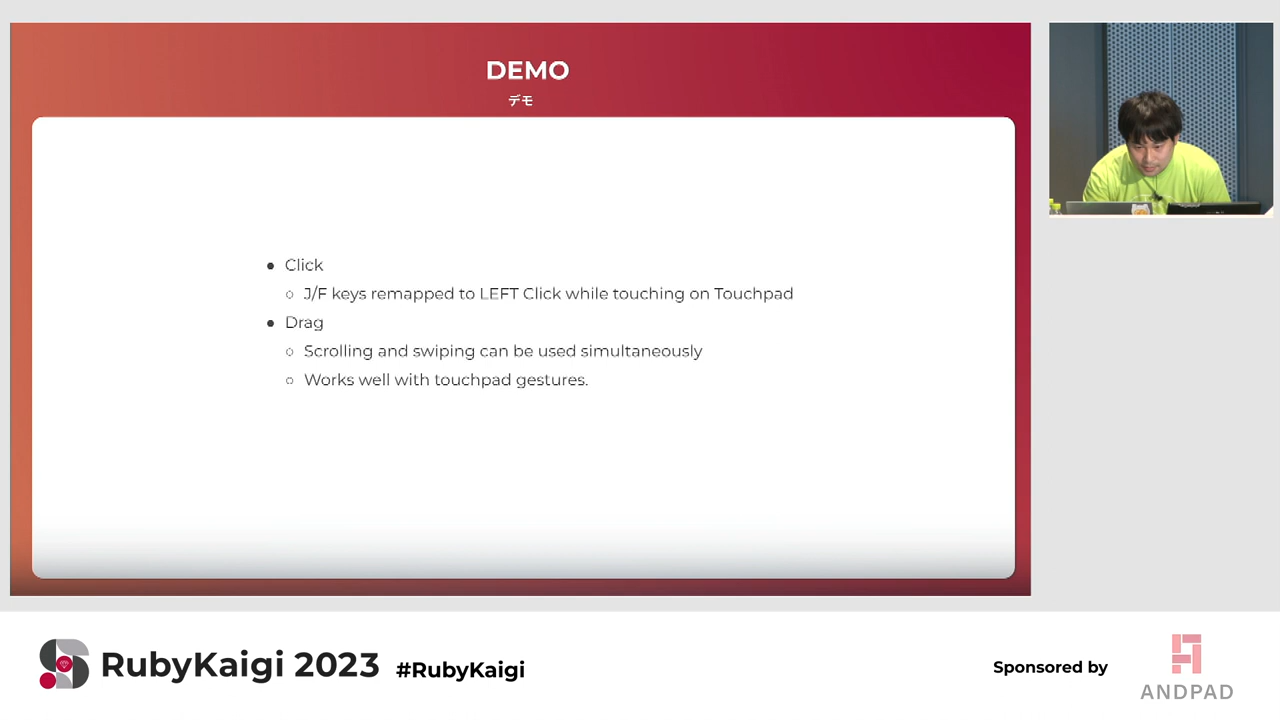 DEMO
デモ
● Click
○ J/F keys remapped to LEFT Click while touching on Touchpad
● Drag
○ Scrolling and swiping can be used simultaneously
○ Works well with touchpad gestures.
RubyKaigi 2023 #RubyKaigi
Sponsored by
ANDPAD